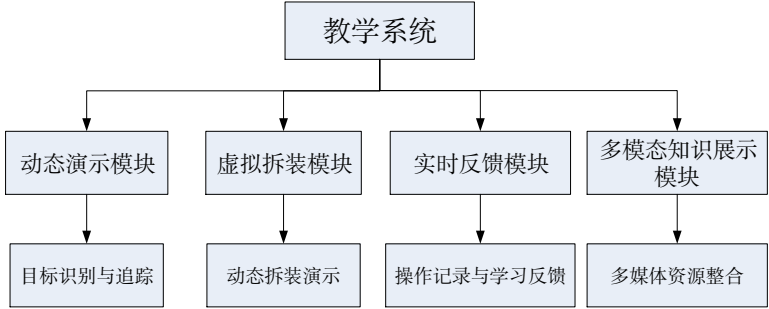 教学系统
动态演示模块
虚拟拆装模块
实时反馈模块
多模态知识展示
模块
目标识别与追踪
动态拆装演示
操作记录与学习反馈
多媒体资源整合